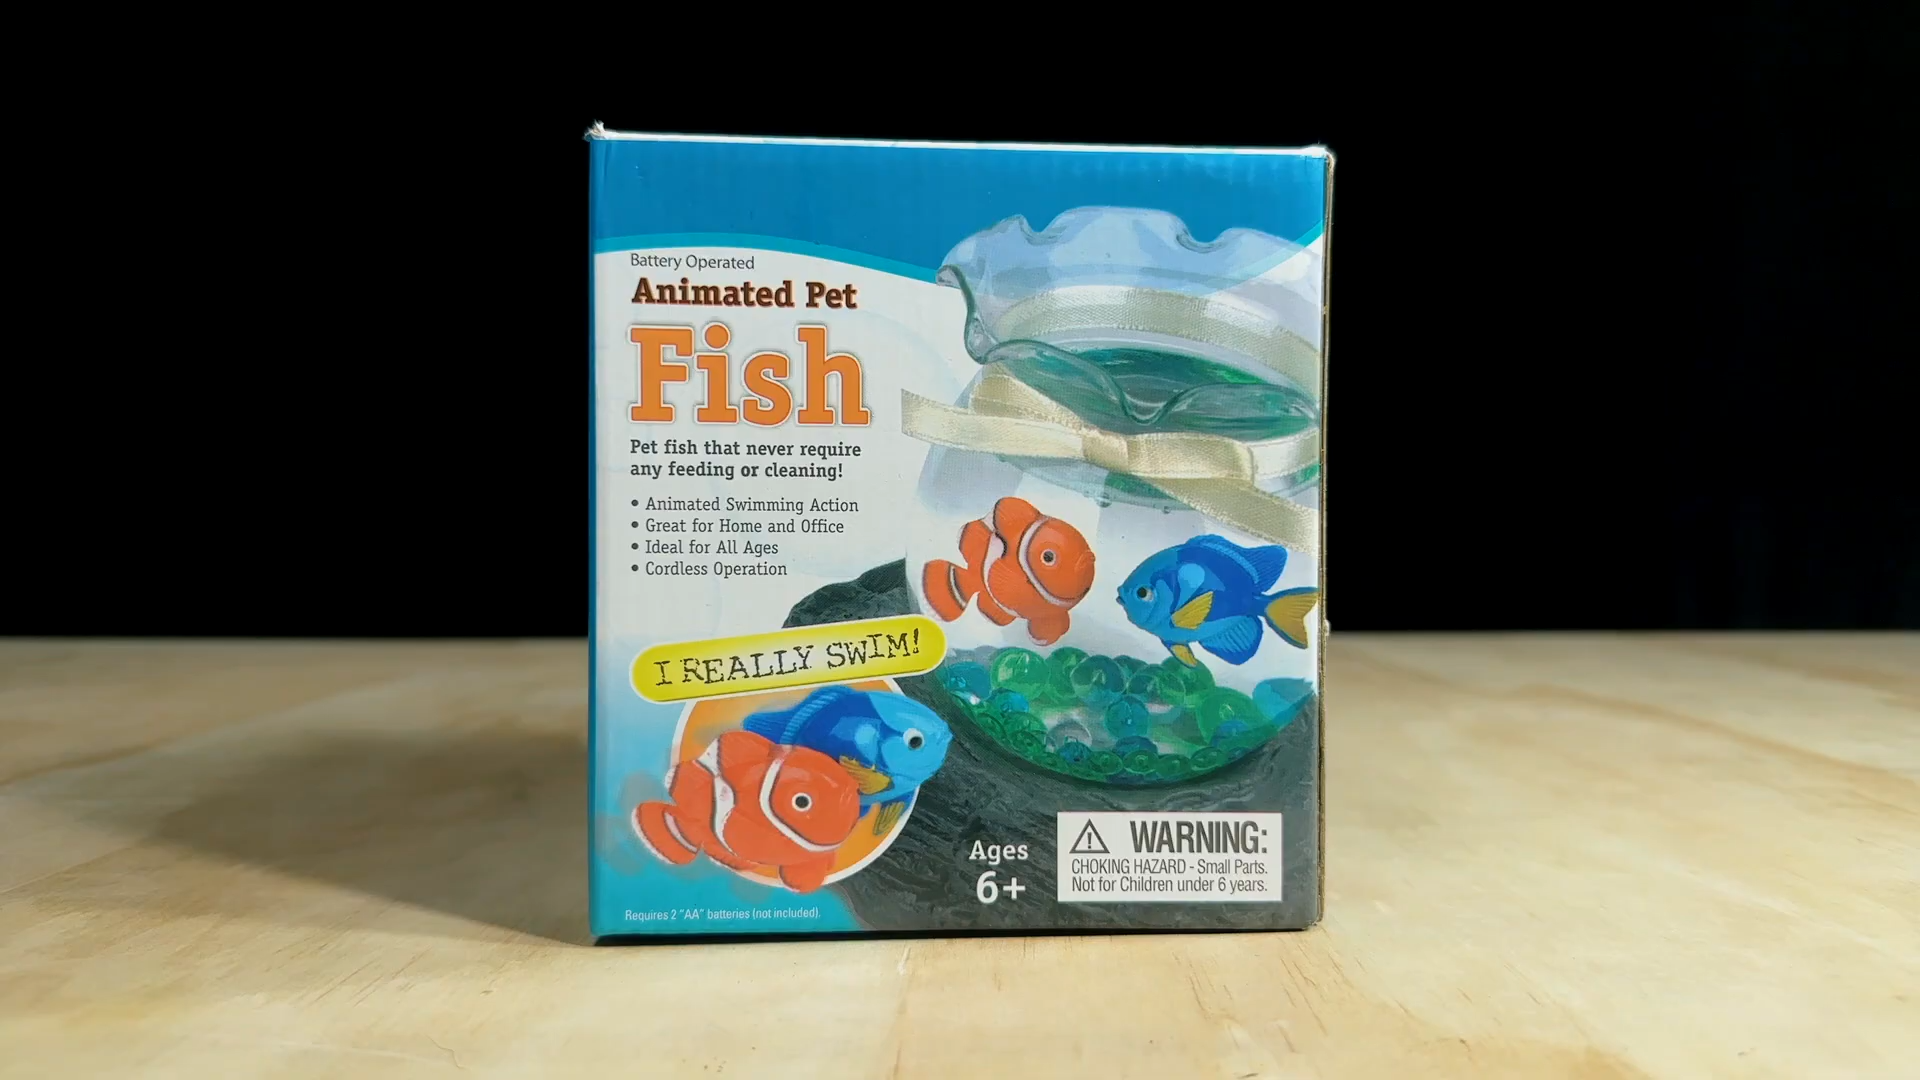 Battery Operated
Animated Pet
Fish
Pet fish that never require
any feeding or cleaning!
• Animated Swimming Action
• Great for Home and Office
• Ideal for All Ages
• Cordless Operation
I REALLY SWIM!
Ages
6+
WARNING:
CHOKING HAZARD - Small Parts.
Not for Children under 6 years.
Requires 2 "AA" batteries (not included).